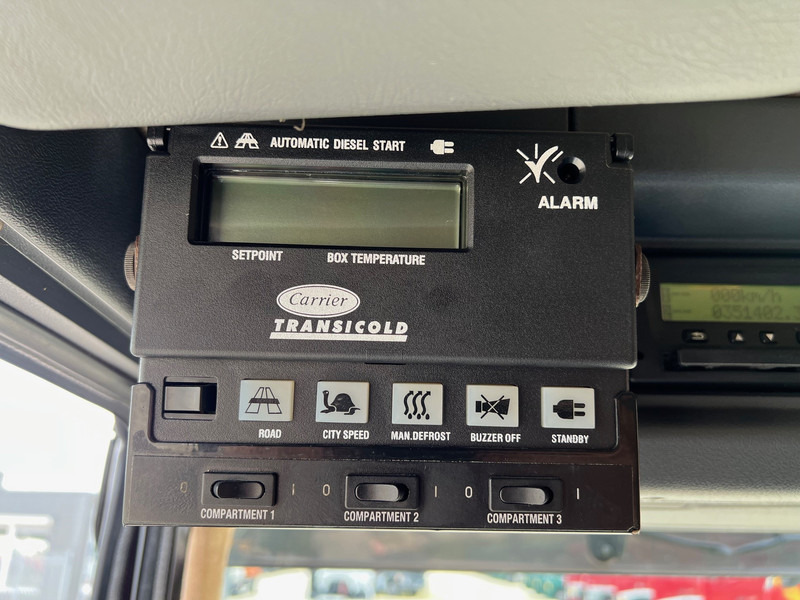 AUTOMATIC DIESEL START
ALARM
SETPOINT BOX TEMPERATURE
Carrier
TRANSICOLD
ROAD CITY SPEED MAN.DEFROST BUZZER OFF STANDBY
0 I 0 I 0 I
COMPARTMENT 1 COMPARTMENT 2 COMPARTMENT 3
km/h